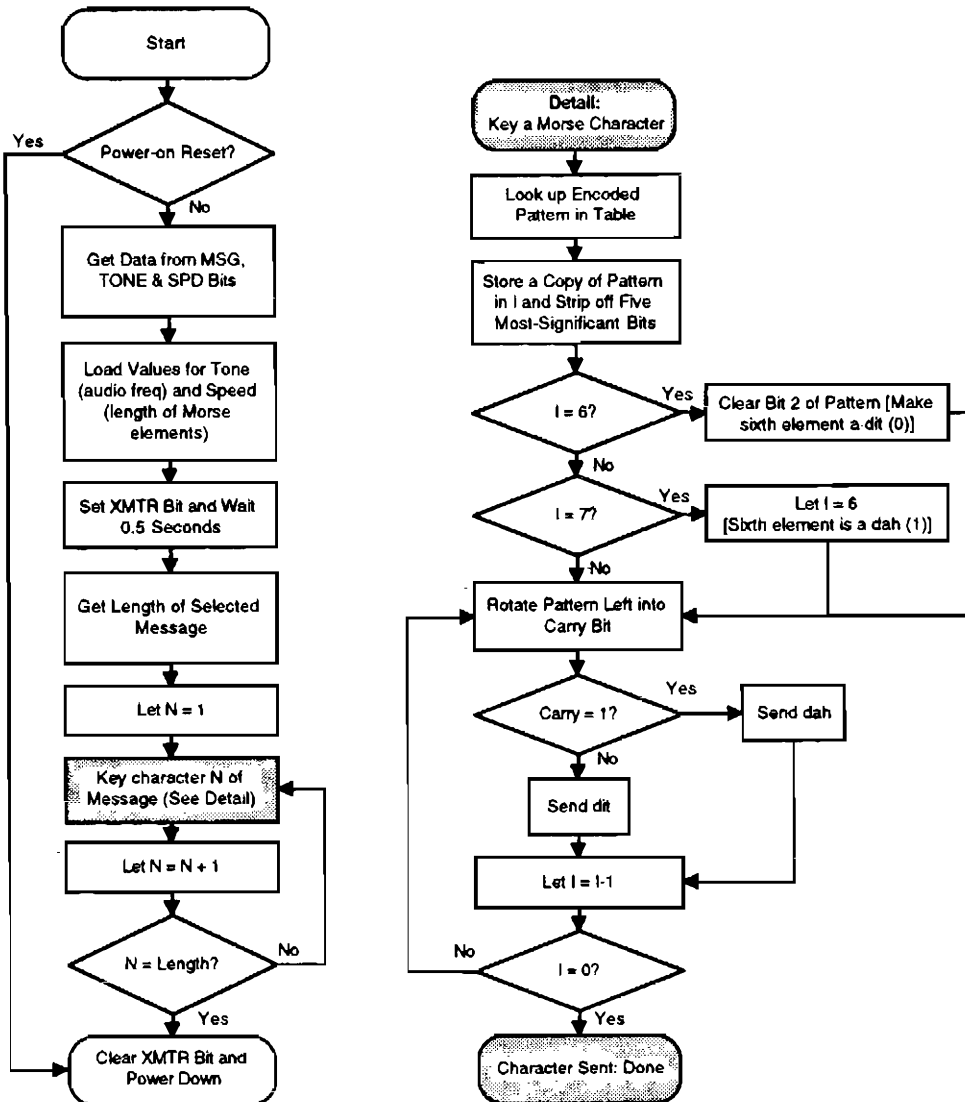 Start
Power-on Reset?
Yes
No
Get Data from MSG,
TONE & SPD Bits
Load Values for Tone
(audio freq) and Speed
(length of Morse
elements)
Set XMTR Bit and Wait
0.5 Seconds
Get Length of Selected
Message
Let N = 1
Key character N of
Message (See Detail)
Let N = N + 1
N = Length?
No
Yes
Clear XMTR Bit and
Power Down
Detail:
Key a Morse Character
Look up Encoded
Pattern in Table
Store a Copy of Pattern
in I and Strip off Five
Most-Significant Bits
I = 6?
Yes
Clear Bit 2 of Pattern [Make
sixth element a dit (0)]
No
I = 7?
Yes
Let I = 6
[Sixth element is a dah (1)]
No
Rotate Pattern Left into
Carry Bit
Carry = 1?
Yes
Send dah
No
Send dit
Let I = I-1
I = 0?
No
Yes
Character Sent: Done